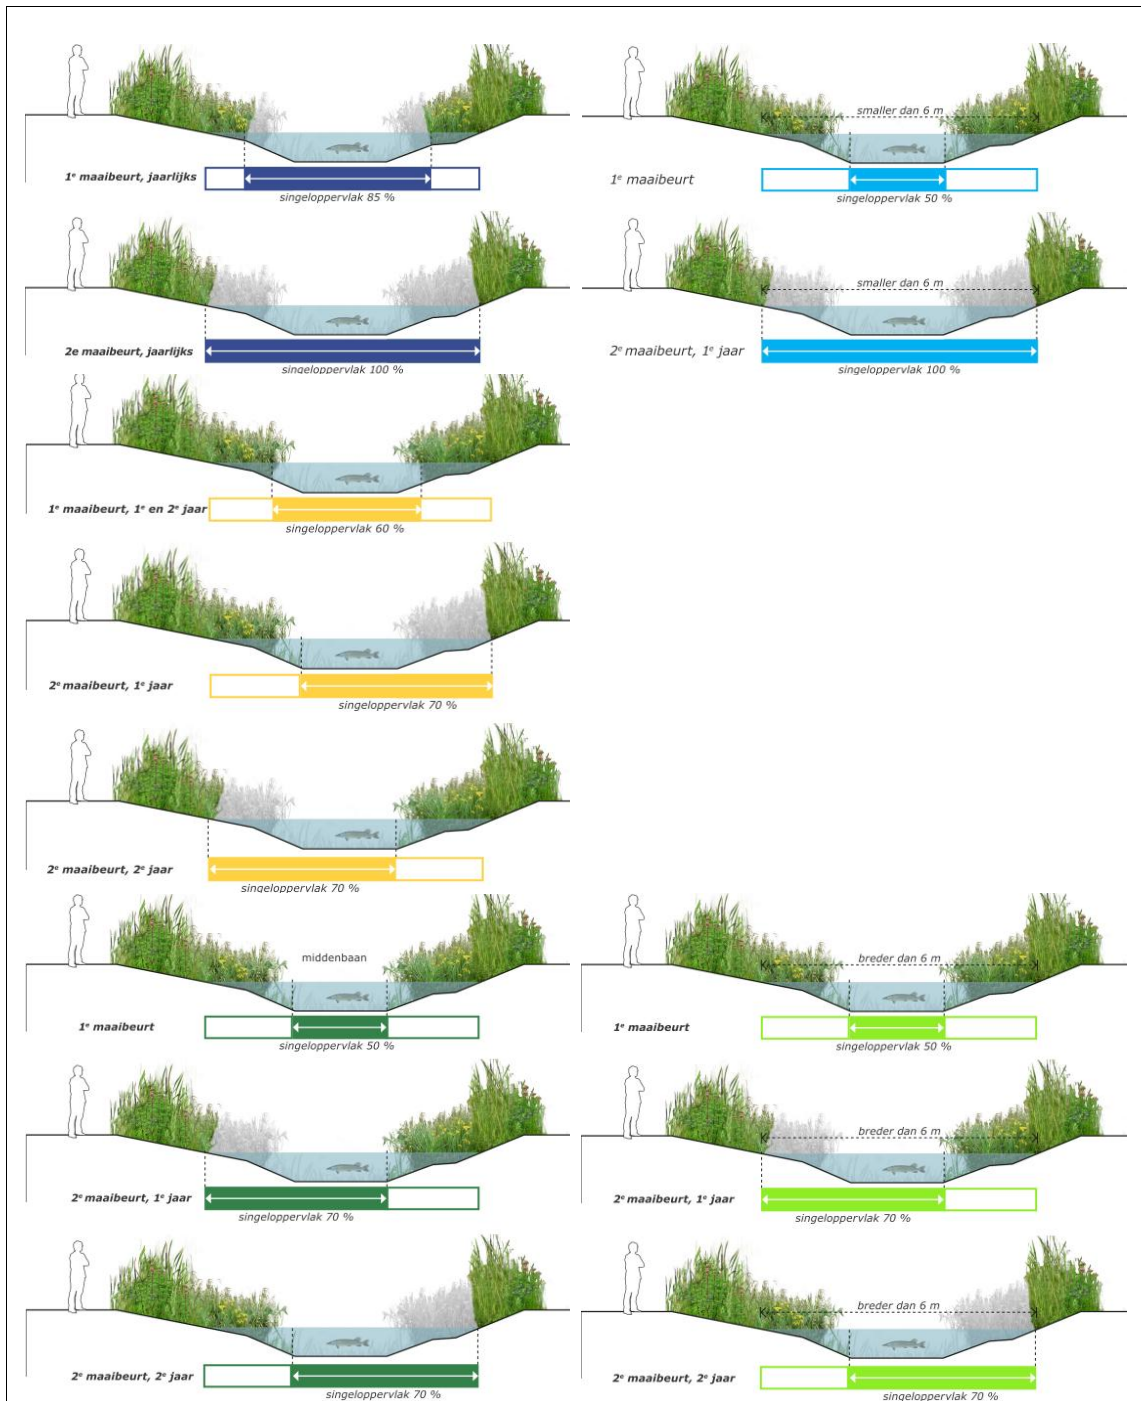 1e maaibeurt, jaarlijks
singeloppervlak 85 %
smaller dan 6 m
1e maaibeurt
singeloppervlak 50 %
2e maaibeurt, jaarlijks
singeloppervlak 100 %
smaller dan 6 m
2e maaibeurt, 1e jaar
singeloppervlak 100 %
1e maaibeurt, 1e en 2e jaar
singeloppervlak 60 %
2e maaibeurt, 1e jaar
singeloppervlak 70 %
2e maaibeurt, 2e jaar
singeloppervlak 70 %
middenbaan
1e maaibeurt
singeloppervlak 50 %
breder dan 6 m
1e maaibeurt
singeloppervlak 50 %
2e maaibeurt, 1e jaar
singeloppervlak 70 %
breder dan 6 m
2e maaibeurt, 1e jaar
singeloppervlak 70 %
2e maaibeurt, 2e jaar
singeloppervlak 70 %
breder dan 6 m
2e maaibeurt, 2e jaar
singeloppervlak 70 %